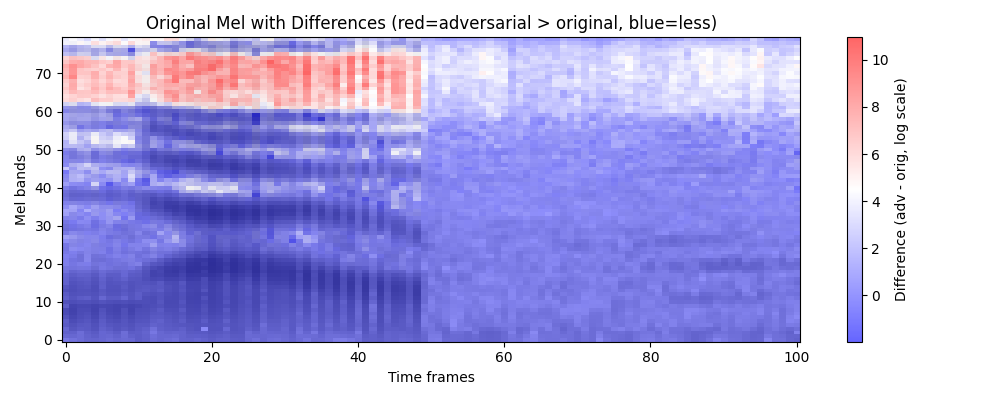 Original Mel with Differences (red=adversarial > original, blue=less)
Mel bands
70
60
50
40
30
20
10
0
0 20 40 60 80 100
Time frames
10
8
6
4
2
0
Difference (adv - orig, log scale)